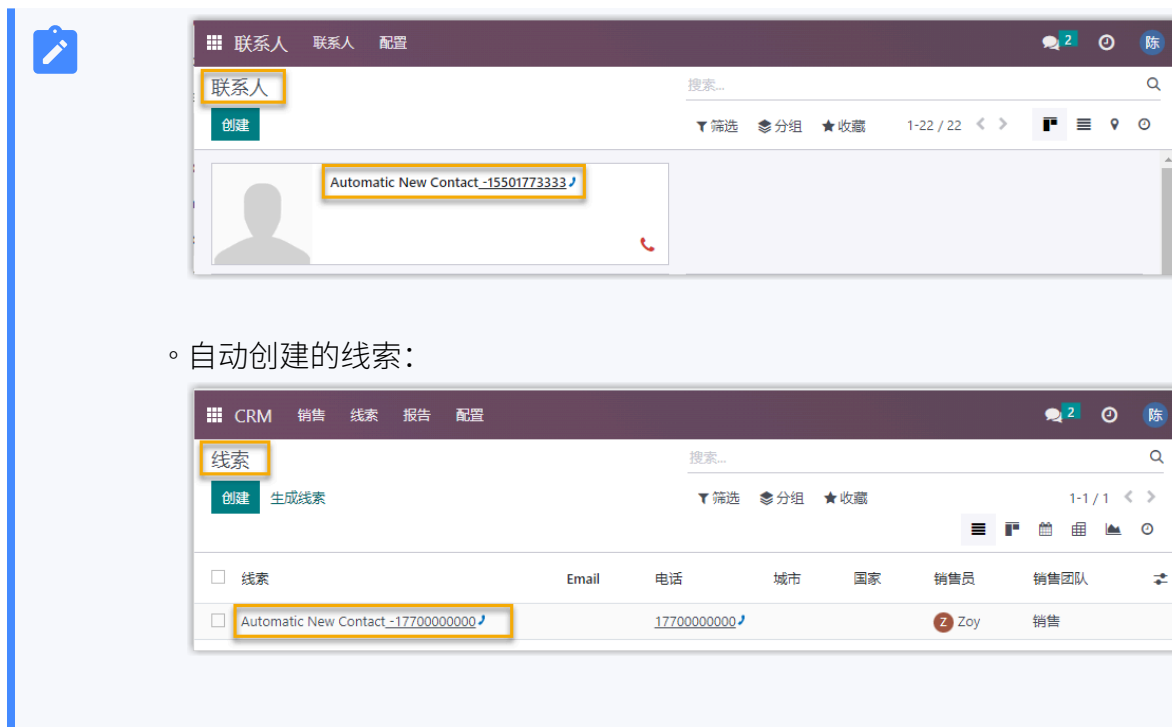 联系人 联系人 配置 2 陈
联系人 搜索...
创建 筛选 分组 收藏 1-22 / 22
Automatic New Contact -15501773333
◦ 自动创建的线索：
CRM 销售 线索 报告 配置 2 陈
线索 搜索...
创建 生成线索 筛选 分组 收藏 1-1 / 1
线索 Email 电话 城市 国家 销售员 销售团队
Automatic New Contact -17700000000 17700000000 Z Zoy 销售